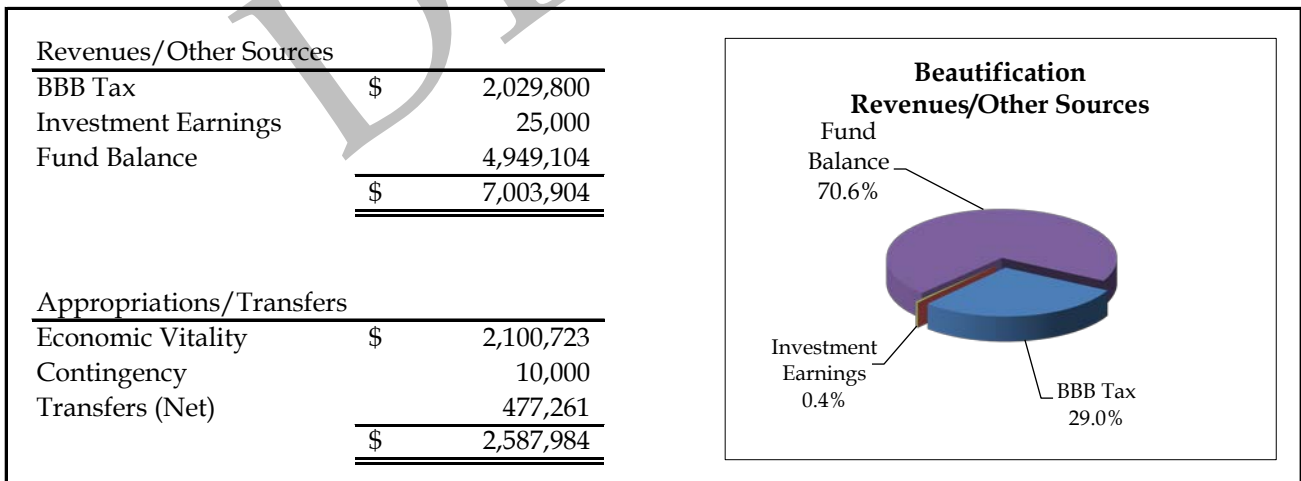 Revenues/Other Sources
BBB Tax $ 2,029,800
Investment Earnings 25,000
Fund Balance 4,949,104
$ 7,003,904
Appropriations/Transfers
Economic Vitality $ 2,100,723
Contingency 10,000
Transfers (Net) 477,261
$ 2,587,984
Beautification
Revenues/Other Sources
Fund
Balance
70.6%
Investment
Earnings
0.4%
BBB Tax
29.0%